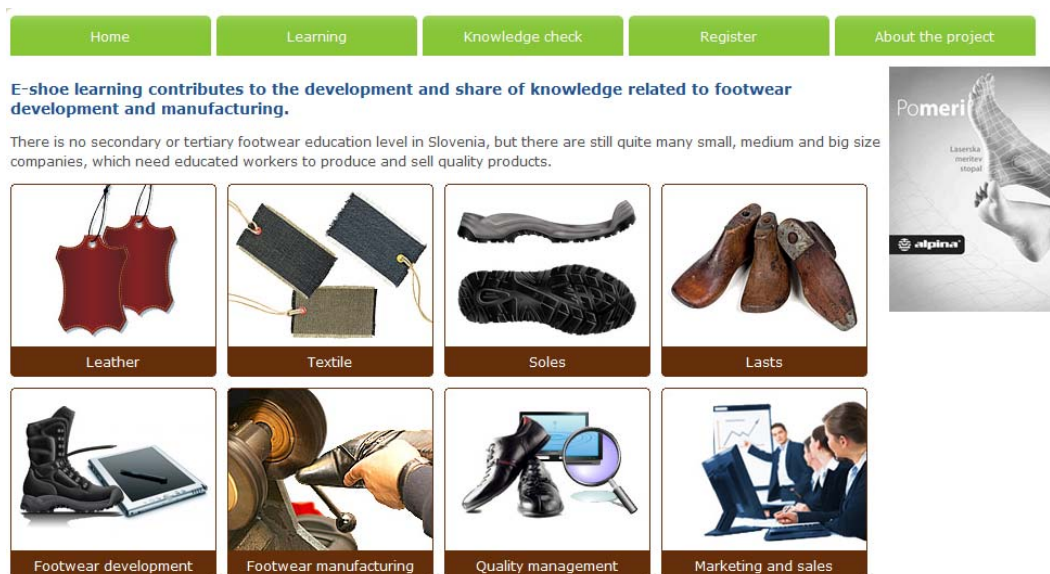 Home
Learning
Knowledge check
Register
About the project
E-shoe learning contributes to the development and share of knowledge related to footwear
development and manufacturing.
There is no secondary or tertiary footwear education level in Slovenia, but there are still quite many small, medium and big size
companies, which need educated workers to produce and sell quality products.
Pomeri
Laserska
meritev
stopal
alpina
Leather
Textile
Soles
Lasts
Footwear development
Footwear manufacturing
Quality management
Marketing and sales